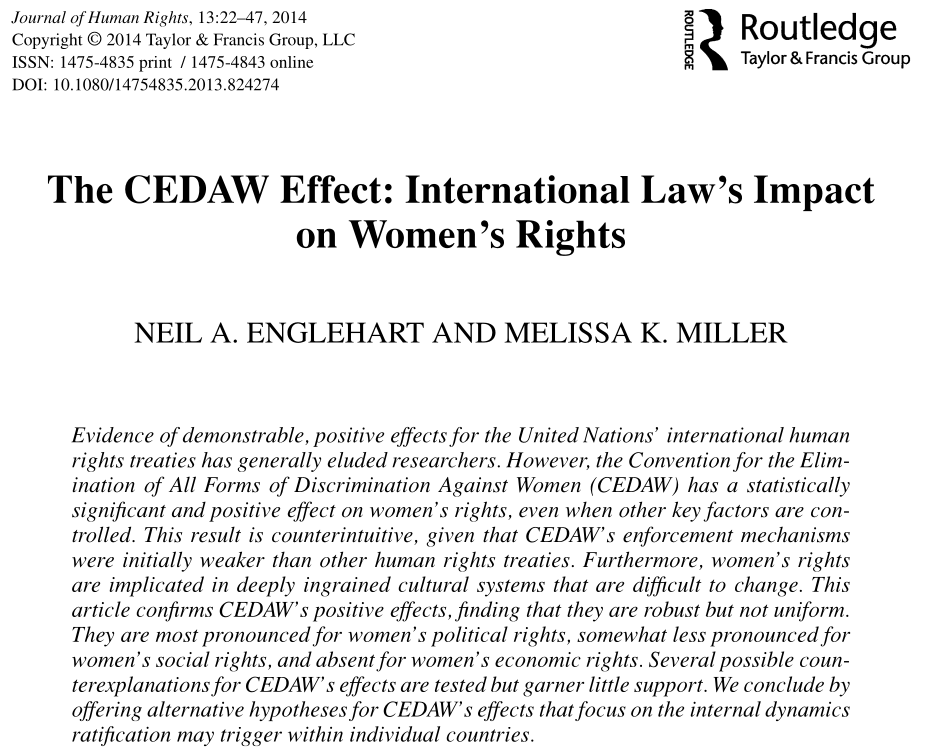 Journal of Human Rights, 13:22–47, 2014
Copyright © 2014 Taylor & Francis Group, LLC
ISSN: 1475-4835 print / 1475-4843 online
DOI: 10.1080/14754835.2013.824274
ROUTLEDGE
Routledge
Taylor & Francis Group
The CEDAW Effect: International Law’s Impact
on Women’s Rights
NEIL A. ENGLEHART AND MELISSA K. MILLER
Evidence of demonstrable, positive effects for the United Nations’ international human
rights treaties has generally eluded researchers. However, the Convention for the Elim-
ination of All Forms of Discrimination Against Women (CEDAW) has a statistically
significant and positive effect on women’s rights, even when other key factors are con-
trolled. This result is counterintuitive, given that CEDAW’s enforcement mechanisms
were initially weaker than other human rights treaties. Furthermore, women’s rights
are implicated in deeply ingrained cultural systems that are difficult to change. This
article confirms CEDAW’s positive effects, finding that they are robust but not uniform.
They are most pronounced for women’s political rights, somewhat less pronounced for
women’s social rights, and absent for women’s economic rights. Several possible coun-
terexplanations for CEDAW’s effects are tested but garner little support. We conclude by
offering alternative hypotheses for CEDAW’s effects that focus on the internal dynamics
ratification may trigger within individual countries.